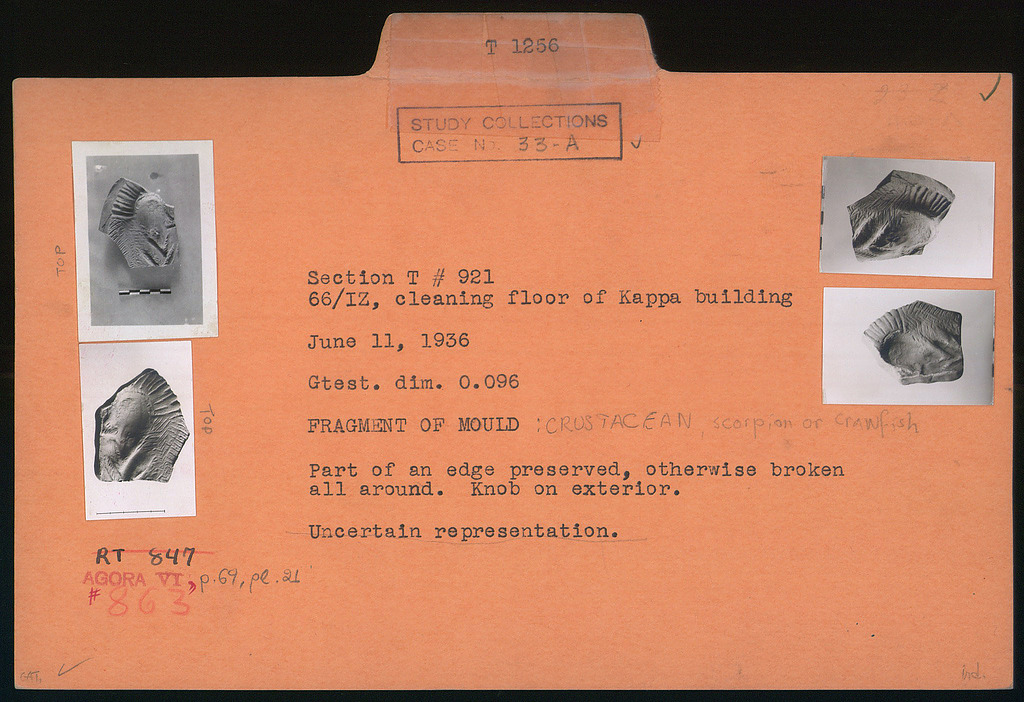 T 1256
STUDY COLLECTIONS
CASE No. 33-A
TOP
TOP
Section T # 921
66/IZ, cleaning floor of Kappa building
June 11, 1936
Gtest. dim. 0.096
FRAGMENT OF MOULD : CRUSTACEAN, scorpion or crawfish
Part of an edge preserved, otherwise broken
all around. Knob on exterior.
Uncertain representation.
RT 847
AGORA VI, p.69, pl. 21
# 863
CAT.